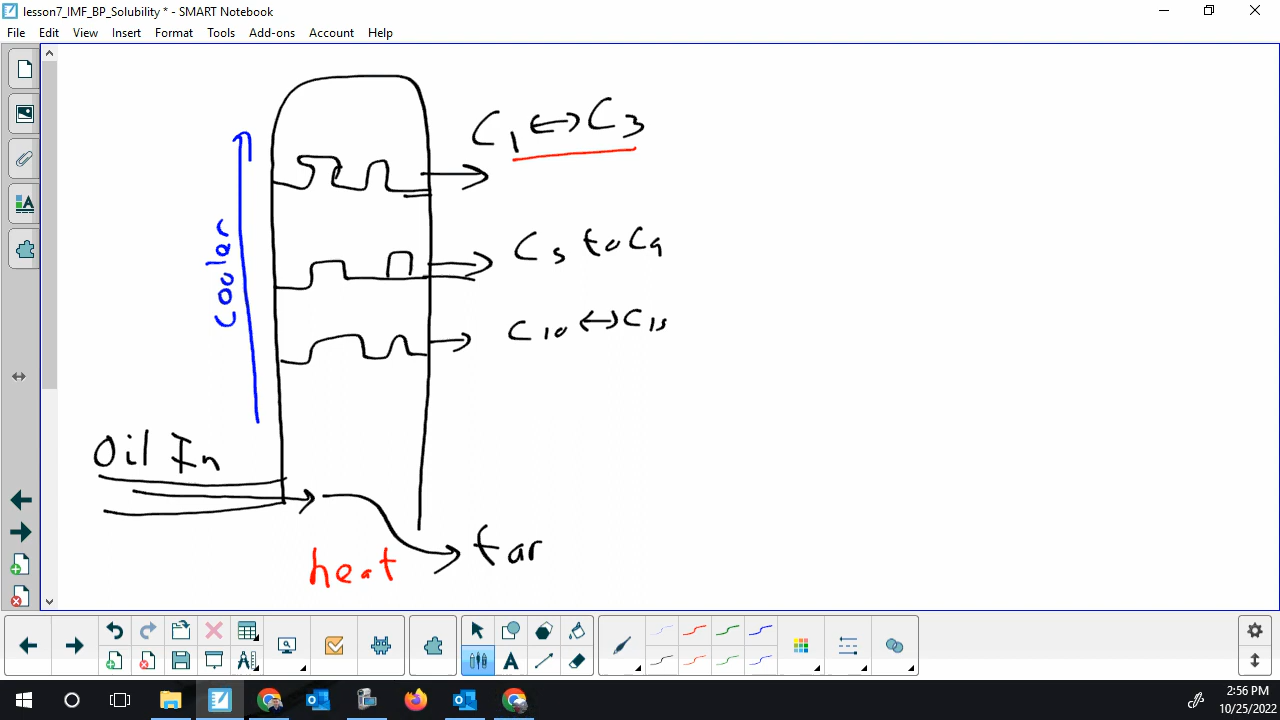 lesson7_IMF_BP_Solubility * - SMART Notebook
File Edit View Insert Format Tools Add-ons Account Help
C₁ ↔ C₃
C₅ to C₉
C₁₀ ↔ C₁₅
cooler
Oil In
heat
tar
2:56 PM
10/25/2022